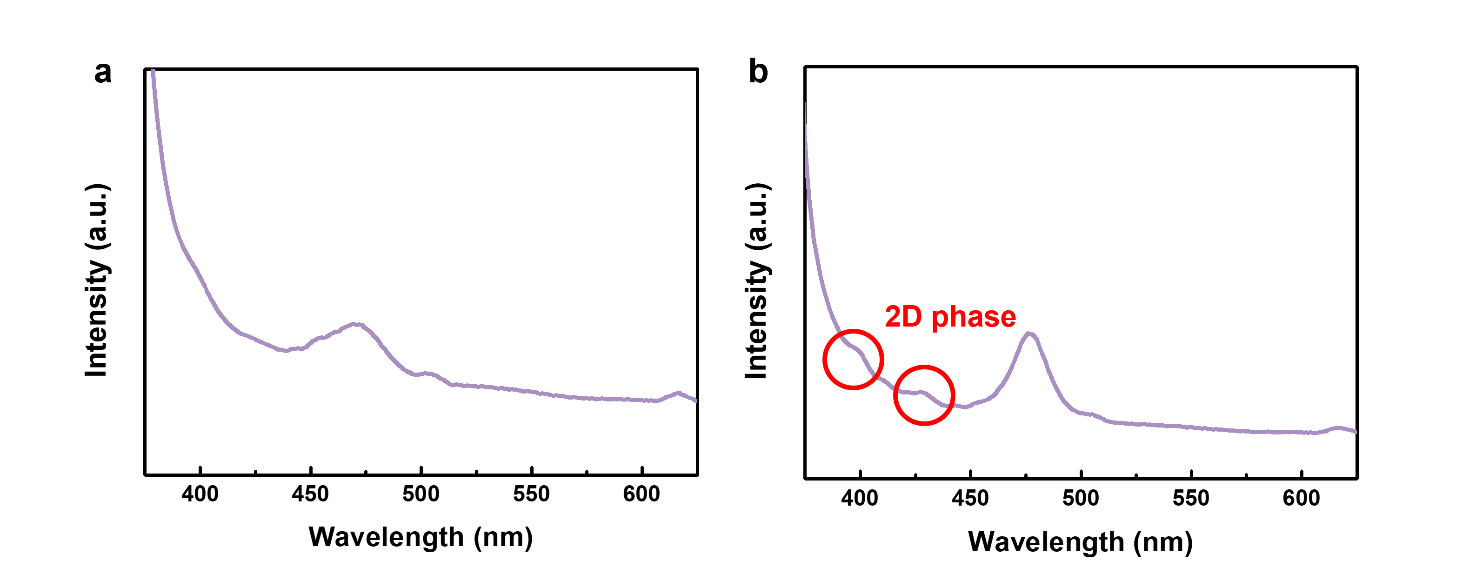 a
Intensity (a.u.)
400 450 500 550 600
Wavelength (nm)
b
Intensity (a.u.)
2D phase
400 450 500 550 600
Wavelength (nm)